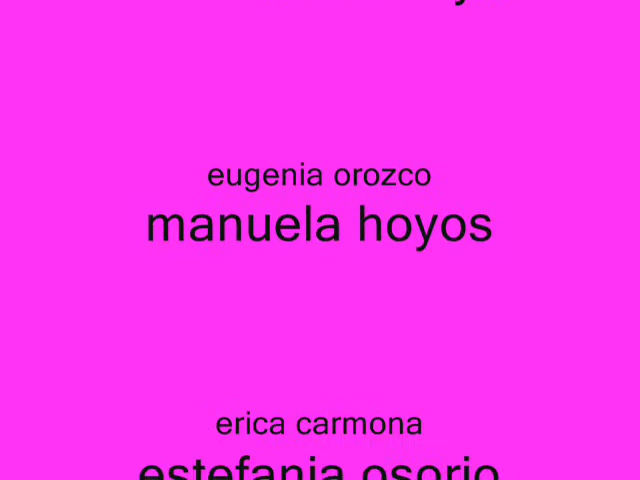 eugenia orozco
manuela hoyos
erica carmona
estefania osorio